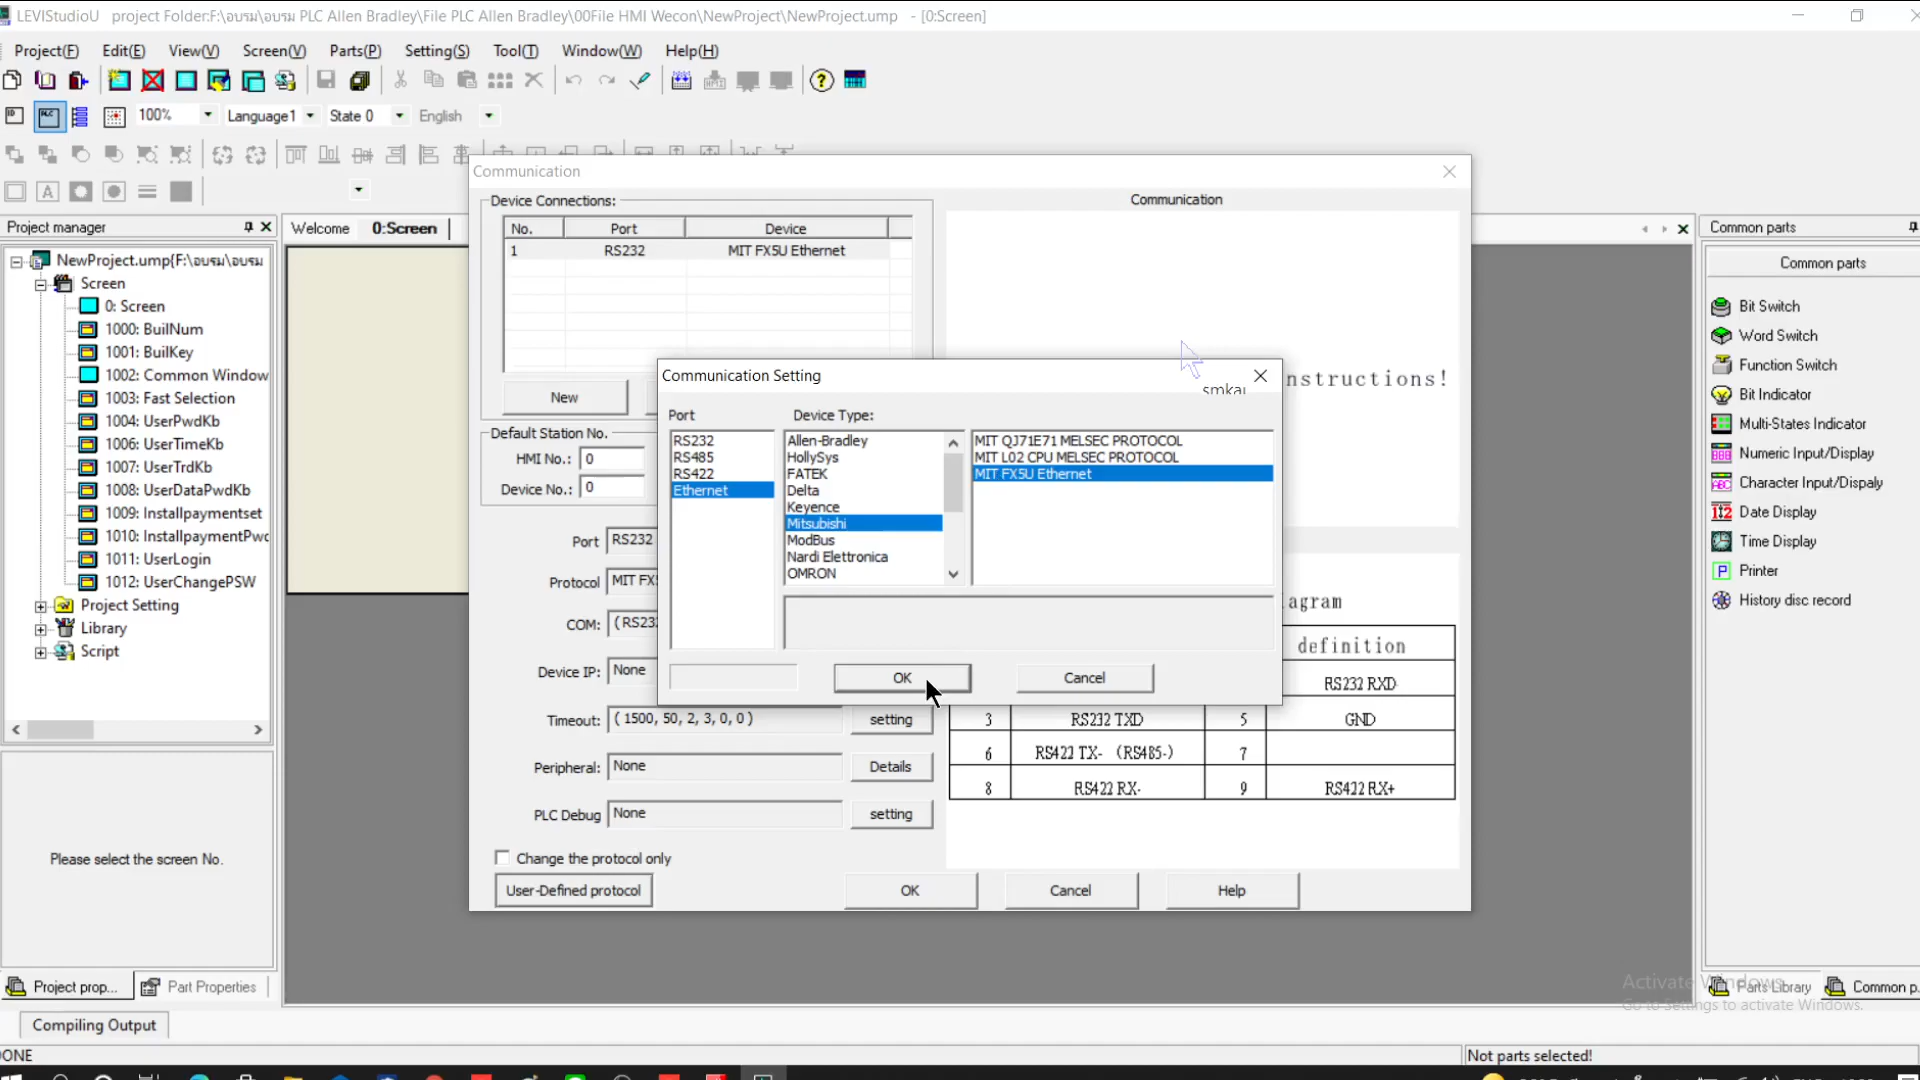 LEVIStudioU project Folder:F:\อบรม\อบรม PLC Allen Bradley\File PLC Allen Bradley\00File HMI Wecon\NewProject\NewProject.ump - [0:Screen]
Project(F) Edit(E) View(V) Screen(V) Parts(P) Setting(S) Tool(T) Window(W) Help(H)
100% Language1 State 0 English
Project manager
NewProject.ump{F:\อบรม\อบรม
Screen
0: Screen
1000: BuilNum
1001: BuilKey
1002: Common Window
1003: Fast Selection
1004: UserPwdKb
1006: UserTimeKb
1007: UserTrdKb
1008: UserDataPwdKb
1009: Installpaymentset
1010: InstallpaymentPwd
1011: UserLogin
1012: UserChangePSW
Project Setting
Library
Script
Please select the screen No.
Project prop... Part Properties
Compiling Output
Welcome 0:Screen
Communication
Device Connections:
No. Port Device
1 RS232 MIT FX5U Ethernet
New
Default Station No.
HMI No.: 0
Device No.: 0
Port RS232
Protocol MIT FX5
COM: (RS232
Device IP: None
Timeout: (1500, 50, 2, 3, 0, 0) setting
Peripheral: None Details
PLC Debug None setting
Change the protocol only
User-Defined protocol OK Cancel Help
Communication
nstructions!
agram
definition
RS232 RXD
3 RS232 TXD 5 GND
6 RS422 TX- (RS485-) 7
8 RS422 RX- 9 RS422 RX+
Communication Setting
smkai
Port Device Type:
RS232
RS485
RS422
Ethernet
Allen-Bradley
HollySys
FATEK
Delta
Keyence
Mitsubishi
ModBus
Nardi Elettronica
OMRON
MIT QJ71E71 MELSEC PROTOCOL
MIT L02 CPU MELSEC PROTOCOL
MIT FX5U Ethernet
OK Cancel
Common parts
Common parts
Bit Switch
Word Switch
Function Switch
Bit Indicator
Multi-States Indicator
Numeric Input/Display
Character Input/Dispaly
Date Display
Time Display
Printer
History disc record
Activate Windows
Go to Settings to activate Windows.
Parts Library Common p.
ONE
Not parts selected!